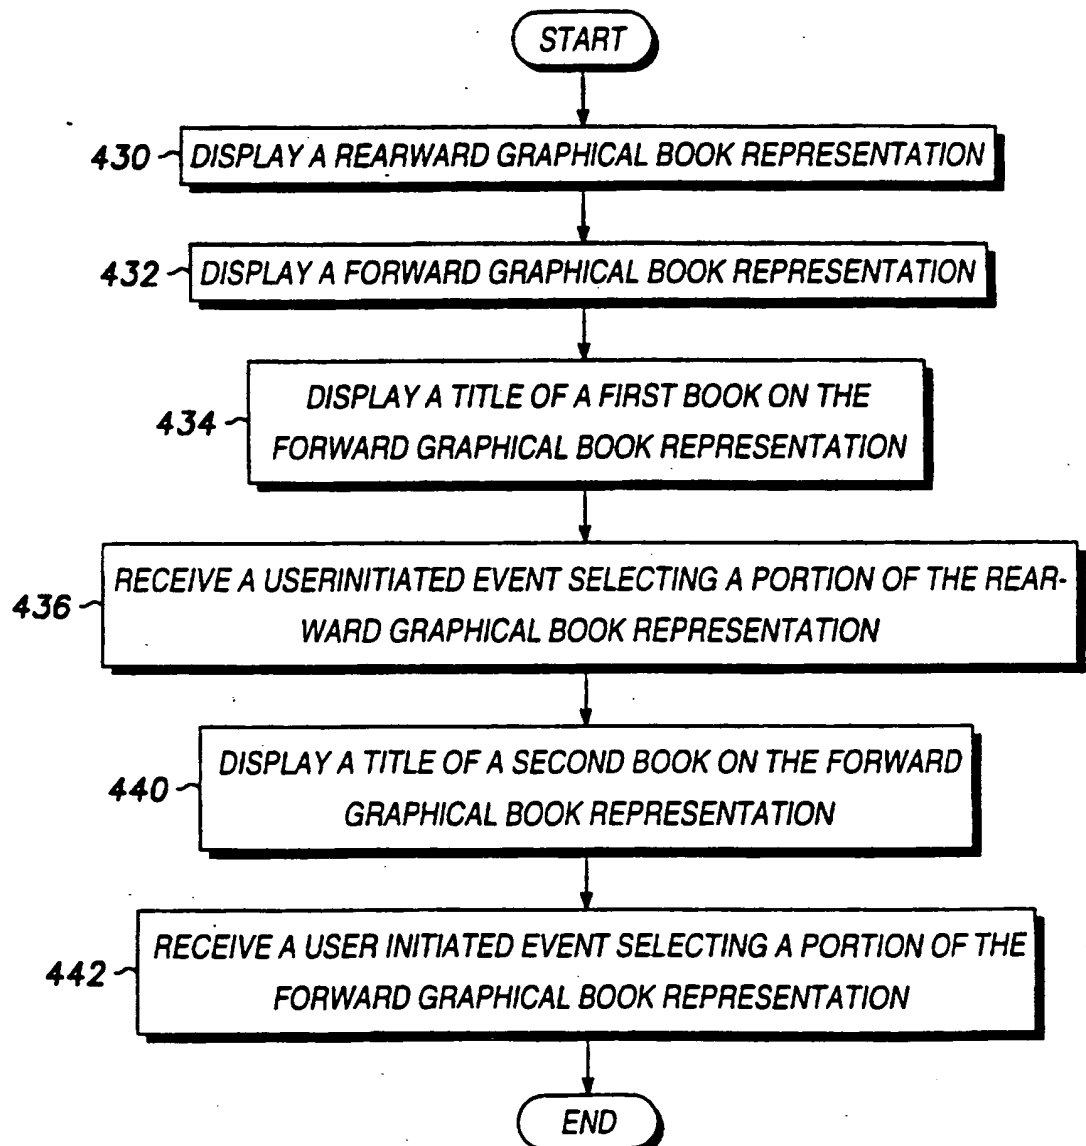 START
430 DISPLAY A REARWARD GRAPHICAL BOOK REPRESENTATION
432 DISPLAY A FORWARD GRAPHICAL BOOK REPRESENTATION
434 DISPLAY A TITLE OF A FIRST BOOK ON THE
FORWARD GRAPHICAL BOOK REPRESENTATION
436 RECEIVE A USERINITIATED EVENT SELECTING A PORTION OF THE REAR-
WARD GRAPHICAL BOOK REPRESENTATION
440 DISPLAY A TITLE OF A SECOND BOOK ON THE FORWARD
GRAPHICAL BOOK REPRESENTATION
442 RECEIVE A USER INITIATED EVENT SELECTING A PORTION OF THE
FORWARD GRAPHICAL BOOK REPRESENTATION
END